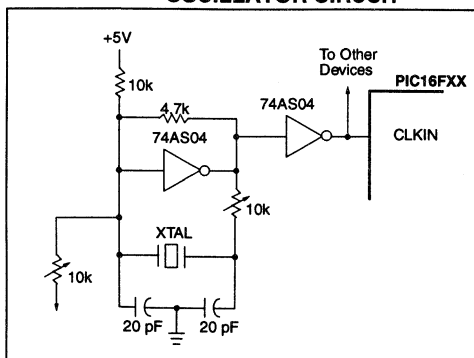 OSCILLATOR CIRCUIT
+5V
To Other
Devices
PIC16FXX
10k
4.7k
74AS04
74AS04
CLKIN
10k
XTAL
10k
20 pF
20 pF